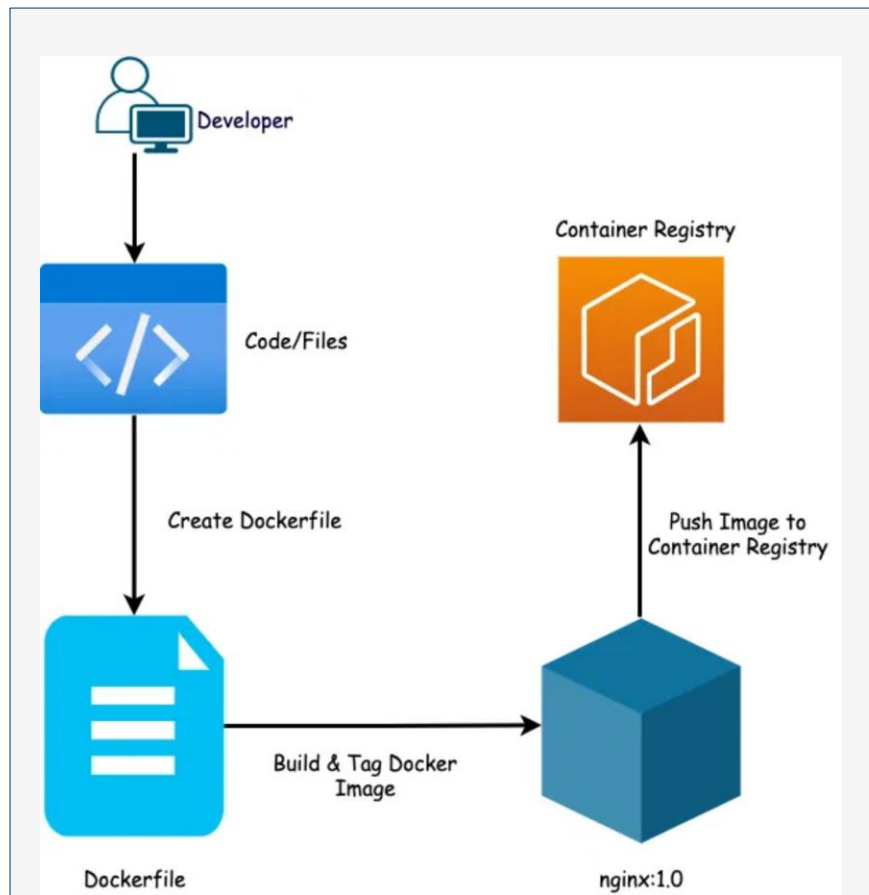 Developer
Container Registry
Code/Files
Create Dockerfile
Push Image to
Container Registry
Build & Tag Docker
Image
Dockerfile
nginx:1.0